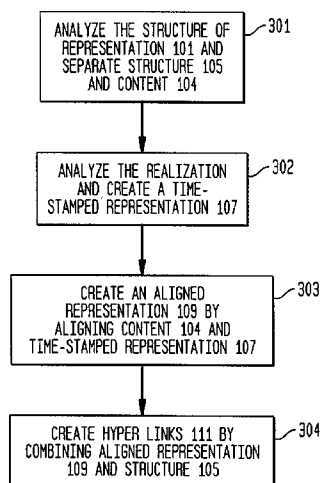 ANALYZE THE STRUCTURE OF
REPRESENTATION 101 AND
SEPARATE STRUCTURE 105
AND CONTENT 104
301
ANALYZE THE REALIZATION
AND CREATE A TIME-
STAMPED REPRESENTATION 107
302
CREATE AN ALIGNED
REPRESENTATION 109 BY
ALIGNING CONTENT 104 AND
TIME-STAMPED REPRESENTATION
107
303
CREATE HYPER LINKS 111 BY
COMBINING ALIGNED REPRESENTATION
109 AND STRUCTURE 105
304